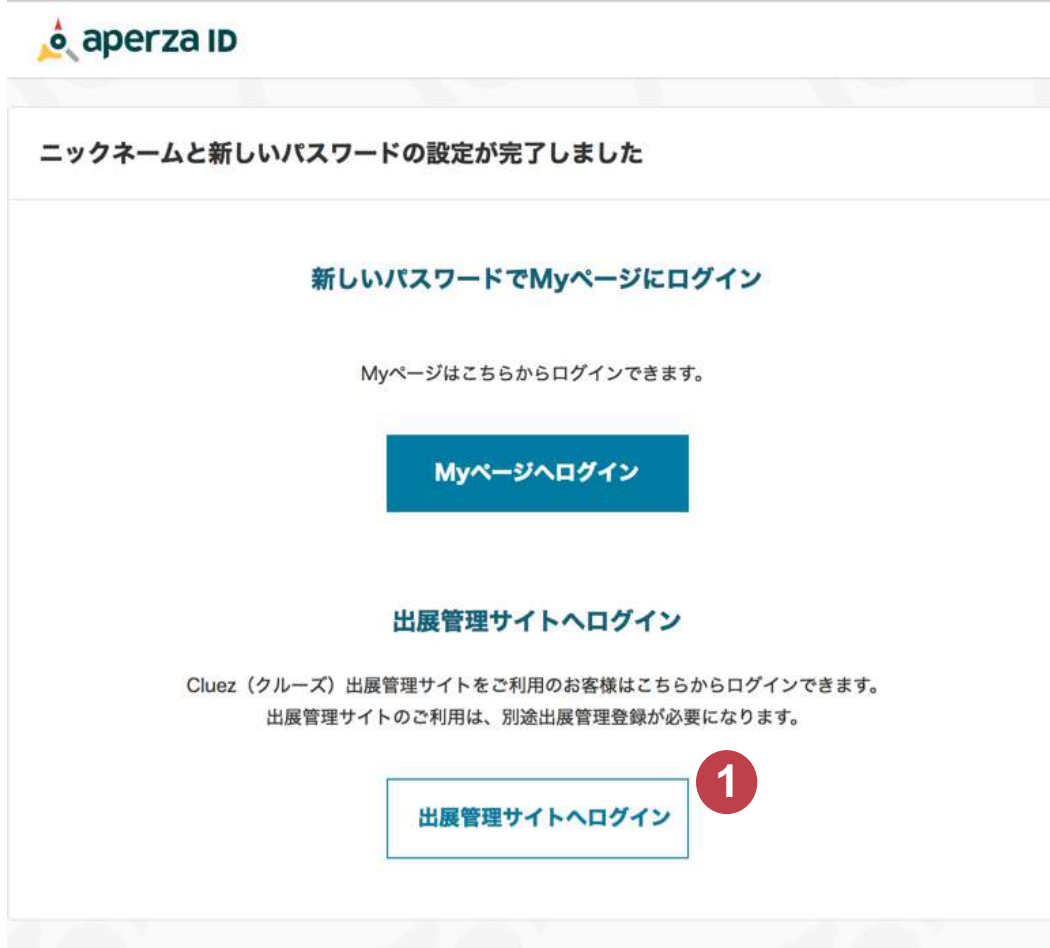 aperza ID
ニックネームと新しいパスワードの設定が完了しました
新しいパスワードでMyページにログイン
Myページはこちらからログインできます。
Myページへログイン
出展管理サイトへログイン
Cluez（クルーズ）出展管理サイトをご利用のお客様はこちらからログインできます。
出展管理サイトのご利用は、別途出展管理登録が必要になります。
1
出展管理サイトへログイン